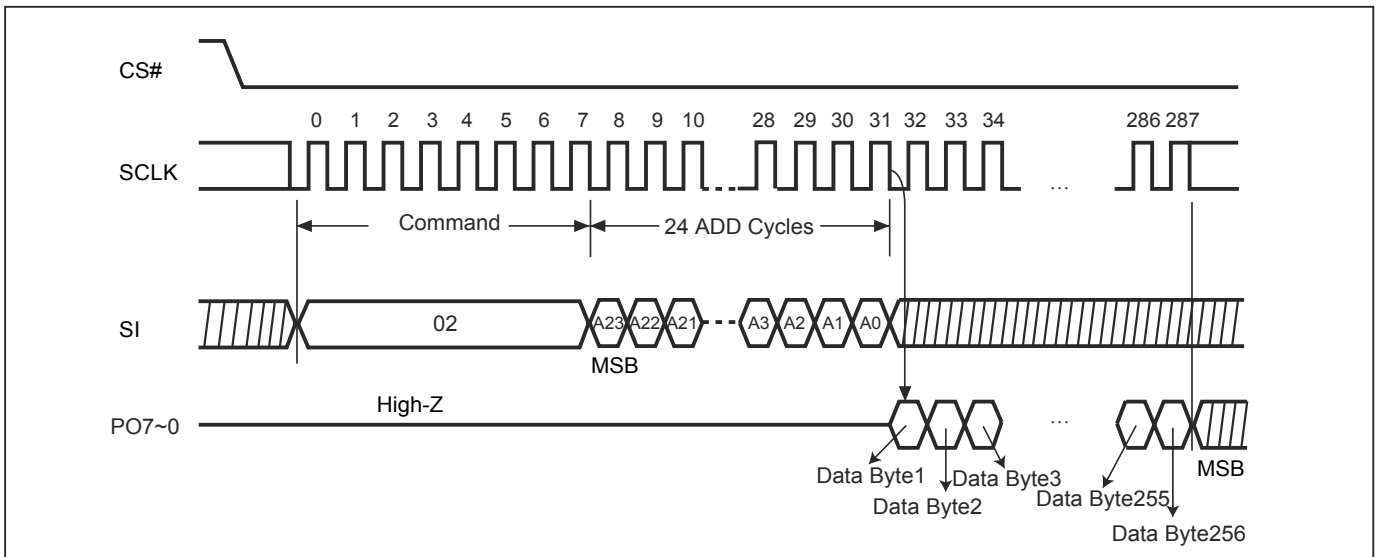 CS#
0 1 2 3 4 5 6 7 8 9 10 28 29 30 31 32 33 34 286 287
SCLK
...
Command
24 ADD Cycles
SI
02
A23 A22 A21 A3 A2 A1 A0
MSB
High-Z
PO7~0
...
Data Byte1
Data Byte2
Data Byte3
Data Byte255
Data Byte256
MSB